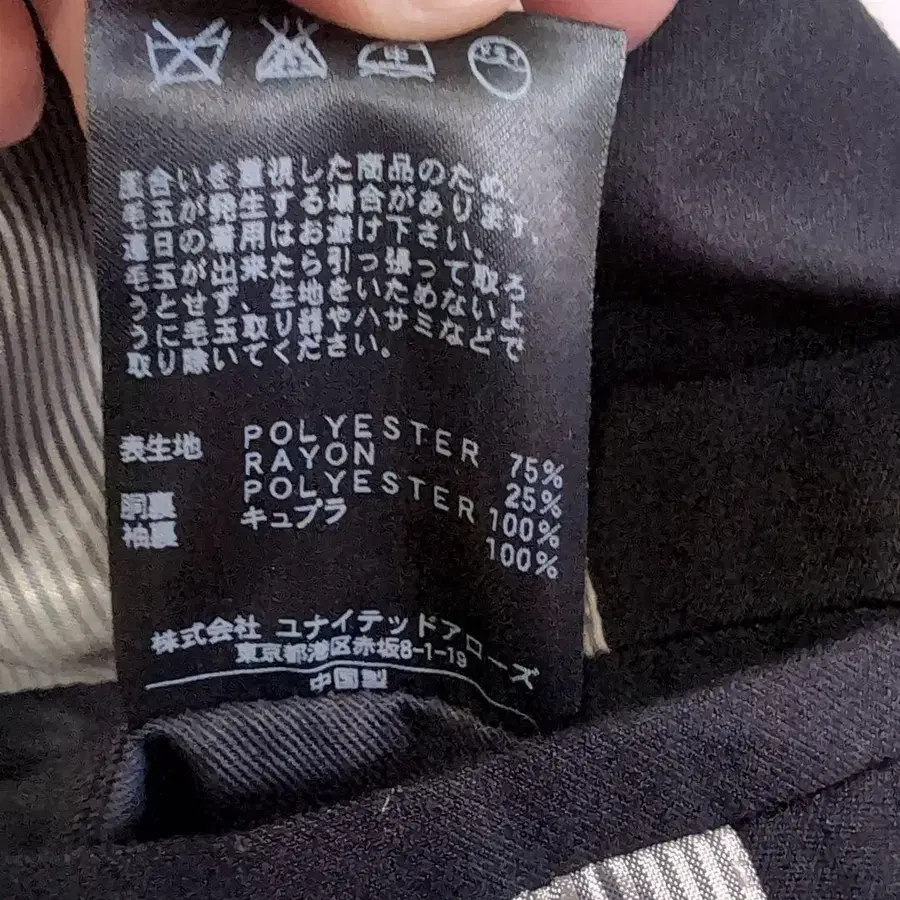 風合いを重視した商品のため、
毛玉が発生する場合があります。
連日の着用はお避け下さい。
毛玉が出来たら引っ張って取ろ
うとせず、生地をいためないよ
うに毛玉取り器やハサミなどで
取り除いてください。
表生地 POLYESTER 75%
RAYON 25%
胴裏 POLYESTER 100%
袖裏 キュプラ 100%
株式会社 ユナイテッドアローズ
東京都港区赤坂8-1-19
中国製